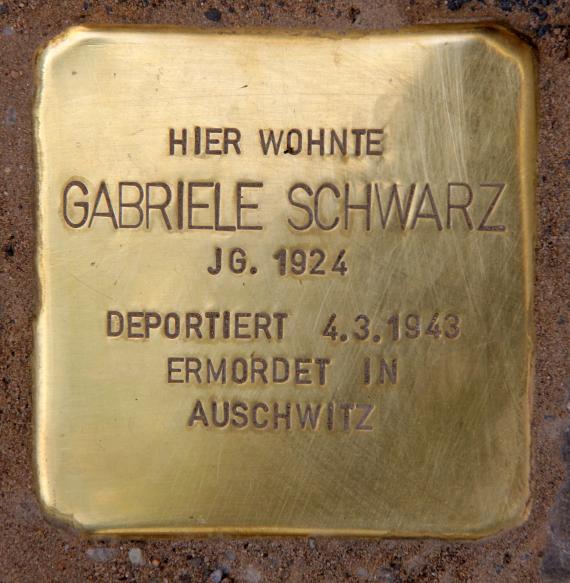 HIER WOHNTE
GABRIELE SCHWARZ
JG. 1924
DEPORTIERT 4.3.1943
ERMORDET IN
AUSCHWITZ